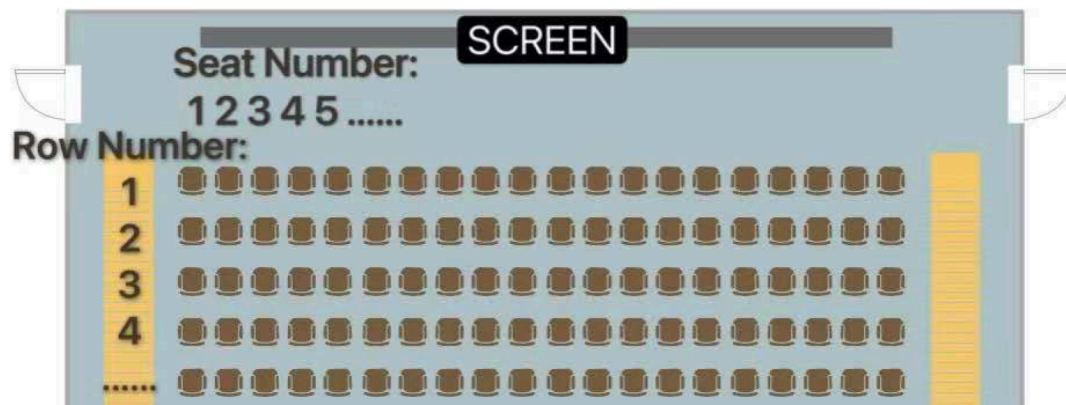 SCREEN
Seat Number:
1 2 3 4 5 ......
Row Number:
1
2
3
4
......